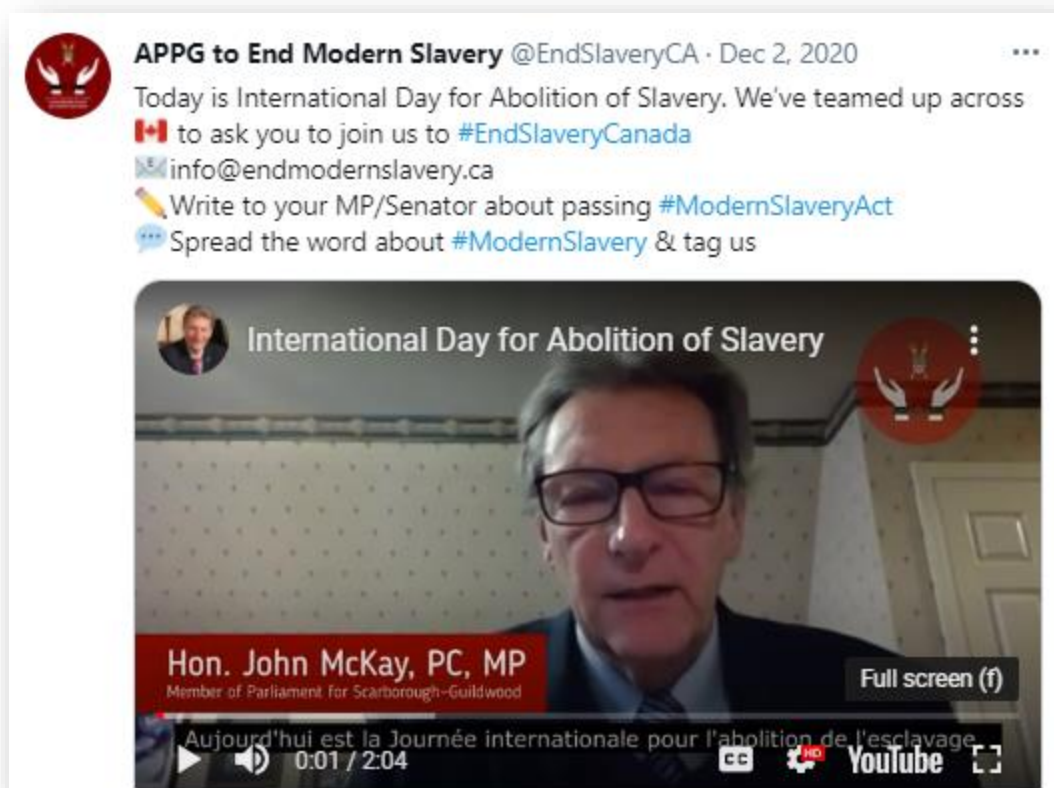 APPG to End Modern Slavery @EndSlaveryCA · Dec 2, 2020
Today is International Day for Abolition of Slavery. We've teamed up across
🇨🇦 to ask you to join us to #EndSlaveryCanada
📧info@endmodernslavery.ca
✏️Write to your MP/Senator about passing #ModernSlaveryAct
💬Spread the word about #ModernSlavery & tag us
International Day for Abolition of Slavery
Hon. John McKay, PC, MP
Member of Parliament for Scarborough-Guildwood
Full screen (f)
Aujourd'hui est la Journée internationale pour l'abolition de l'esclavage
0:01 / 2:04 CC HD YouTube